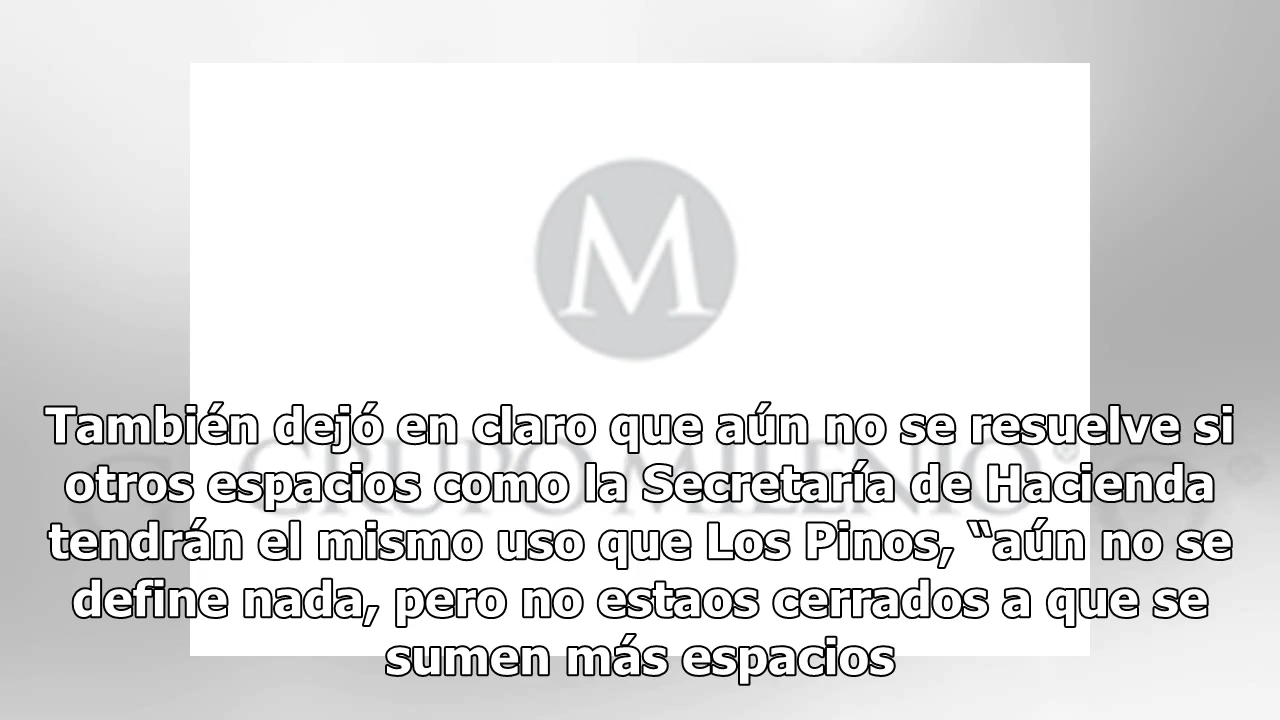 M
GRUPO MILENIO®
También dejó en claro que aún no se resuelve si
otros espacios como la Secretaría de Hacienda
tendrán el mismo uso que Los Pinos, “aún no se
define nada, pero no estaos cerrados a que se
sumen más espacios